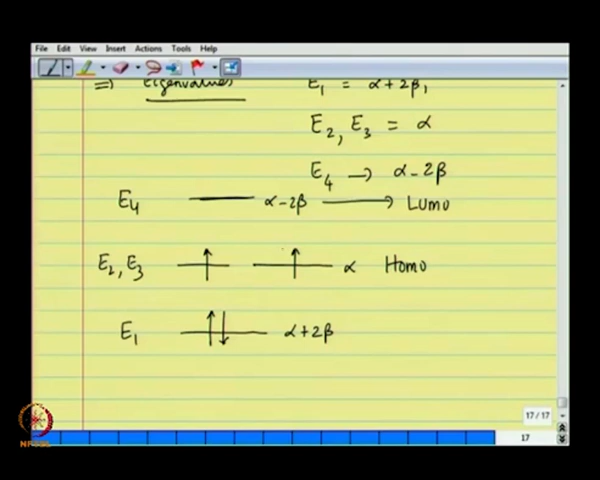 File Edit View Insert Actions Tools Help
⇒ Eigenvalues E₁ = α+2β,
E₂, E₃ = α
E₄ → α-2β
E₄ α-2β → Lumo
E₂, E₃ α Homo
E₁ α+2β
17/17
17
NPTEL